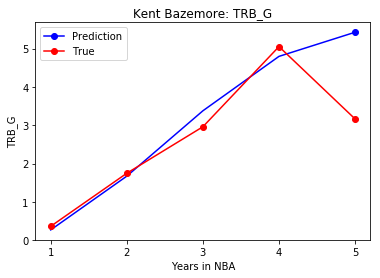 Kent Bazemore: TRB_G
Prediction
True
5
4
3
2
1
0
TRB_G
1 2 3 4 5
Years in NBA